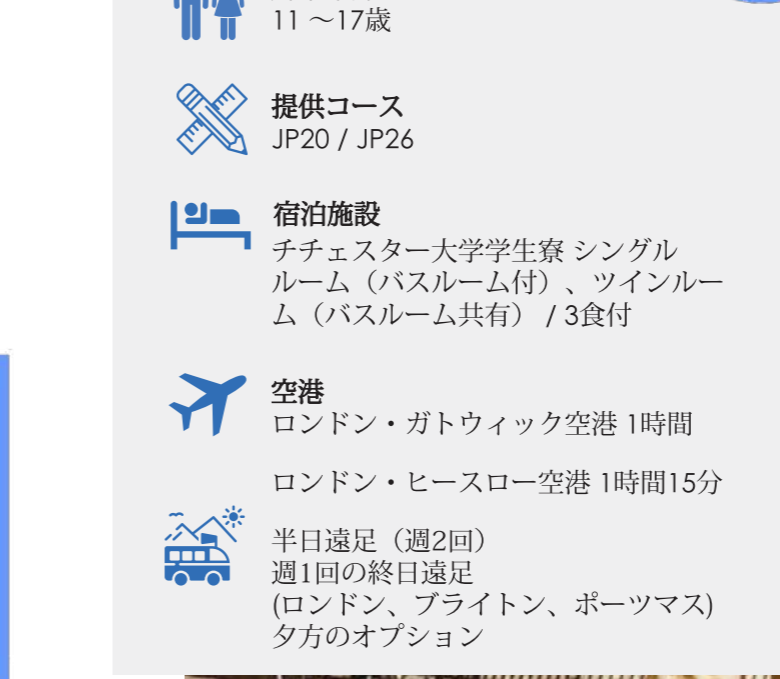 11 ～17歳
提供コース
JP20 / JP26
宿泊施設
チチェスター大学学生寮 シングル
ルーム（バスルーム付）、ツインルー
ム（バスルーム共有） / 3食付
空港
ロンドン・ガトウィック空港 1時間
ロンドン・ヒースロー空港 1時間15分
半日遠足（週2回）
週1回の終日遠足
(ロンドン、ブライトン、ポーツマス)
夕方のオプション